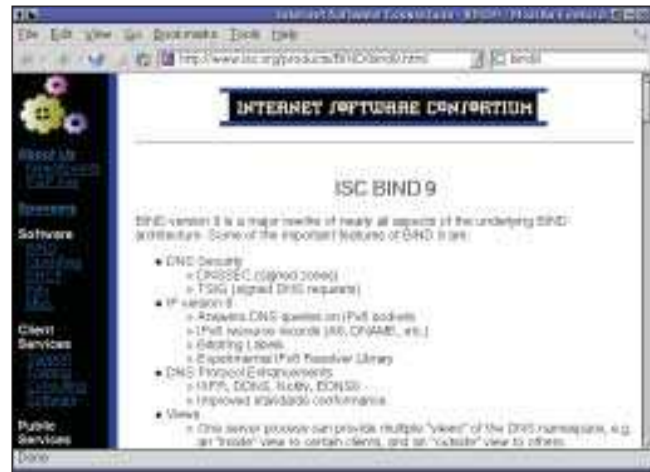 File Edit View Go Bookmarks Tools Help
http://www.isc.org/products/BIND/bind9.html
INTERNET SOFTWARE CONSORTIUM
ISC BIND 9
BIND version 9 is a major rewrite of nearly all aspects of the underlying BIND
architecture. Some of the important features of BIND 9 are:
DNS Security
DNSSEC (signed zones)
TSIG (signed DNS requests)
IP version 6
Answers DNS queries on IPv6 sockets
IPv6 resource records (A6, DNAME, etc.)
Bitstring Labels
Experimental IPv6 Resolver Library
DNS Protocol Enhancements
IXFR, DDNS, Notify, EDNS0
Improved standards conformance
Views
One server process can provide multiple "views" of the DNS namespace, e.g.
an "inside" view to certain clients, and an "outside" view to others.
About Us
Sponsors
Software
Client
Services
Public
Services
Done